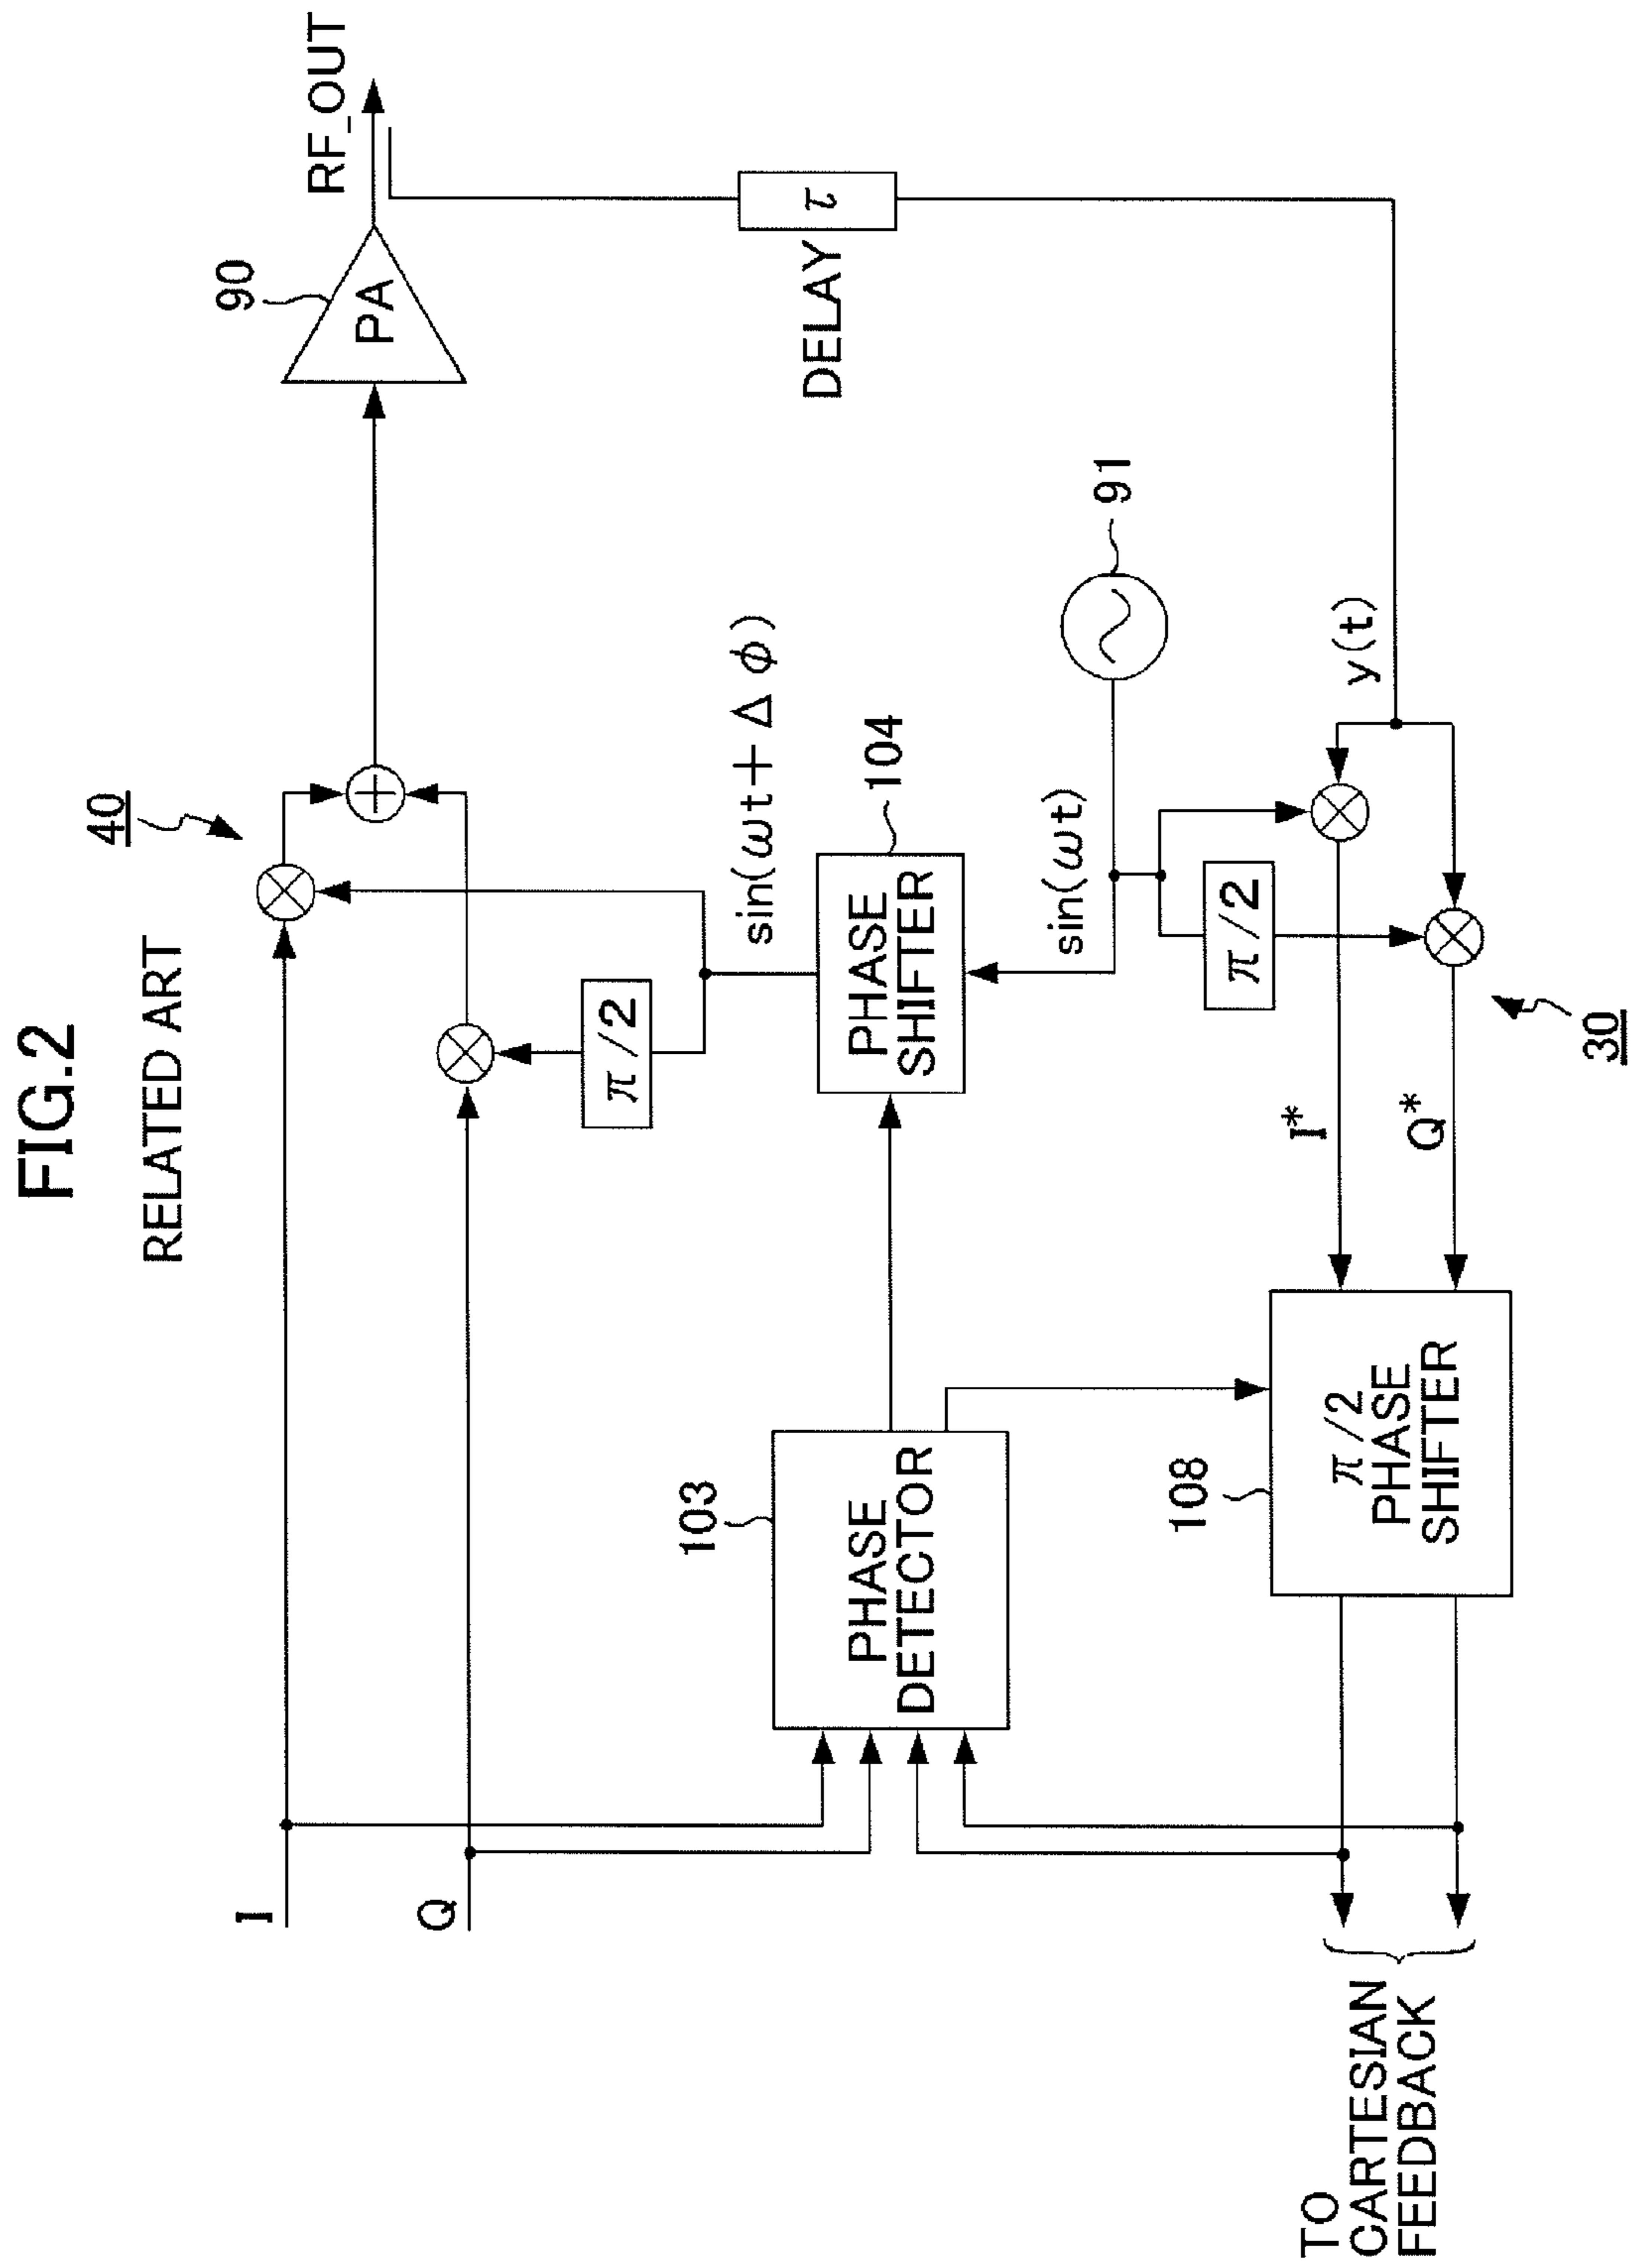 FIG.2
RELATED ART
I
Q
40
90
PA
RF_OUT
π/2
sin(ωt+Δφ)
DELAY
τ
103
PHASE
DETECTOR
104
PHASE
SHIFTER
sin(ωt)
91
π/2
y(t)
30
I*
Q*
108
π/2
PHASE
SHIFTER
TO
CARTESIAN
FEEDBACK